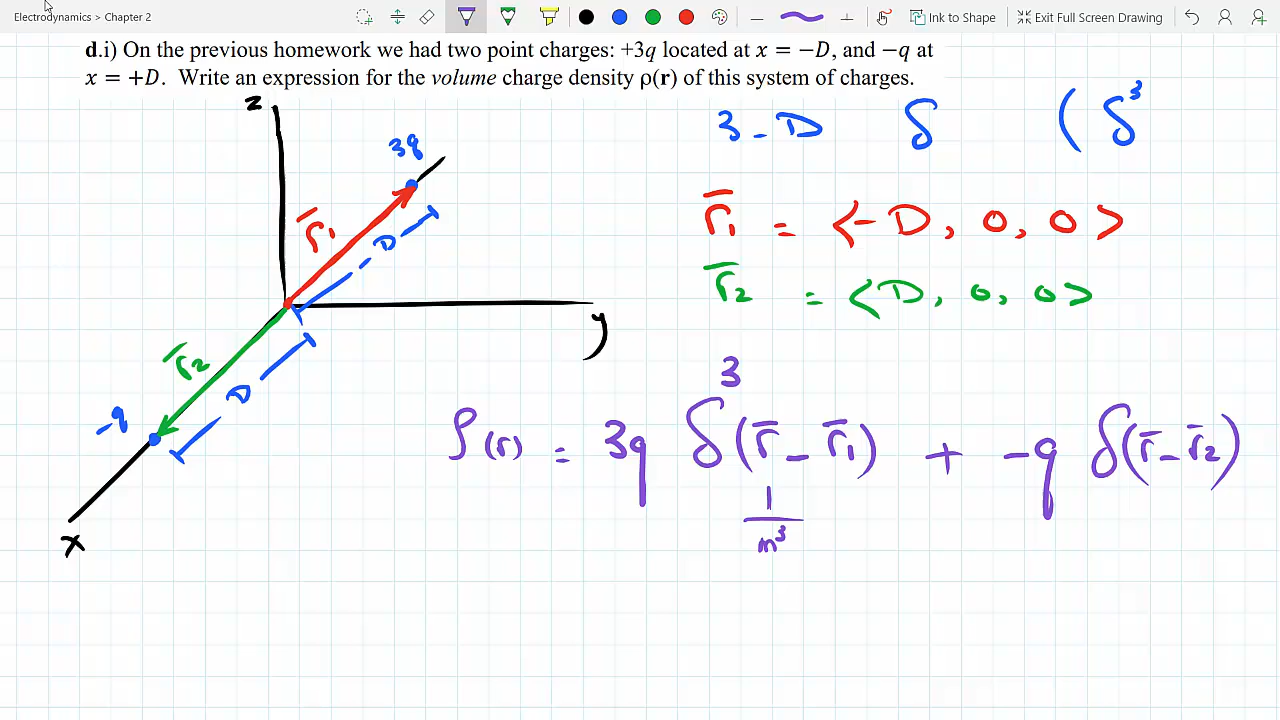 Electrodynamics > Chapter 2
Ink to Shape
Exit Full Screen Drawing
d.i) On the previous homework we had two point charges: +3q located at x = −D, and −q at
x = +D.  Write an expression for the volume charge density ρ(r) of this system of charges.
z
3q
3-D δ (δ³
r̅₁
D
r̅₁ = <-D, 0, 0>
r̅₂ = <D, 0, 0>
y
r̅₂
D
-q
ρ(r) = 3q δ³(r̅ - r̅₁) + -q δ(r̅ - r̅₂)
1/m³
x